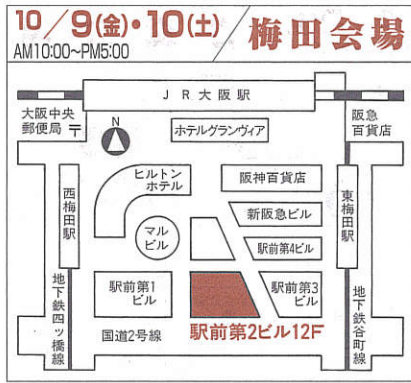 10/9(金)・10(土)
AM10:00~PM5:00
梅田会場
JR大阪駅
大阪中央
郵便局〒
N
ホテルグランヴィア
阪急
百貨店
ヒルトン
ホテル
阪神百貨店
西梅田駅
新阪急ビル
東梅田駅
マル
ビル
駅前第4ビル
駅前第1
ビル
駅前第3
ビル
地下鉄四ッ橋線
国道2号線
駅前第2ビル12F
地下鉄谷町線